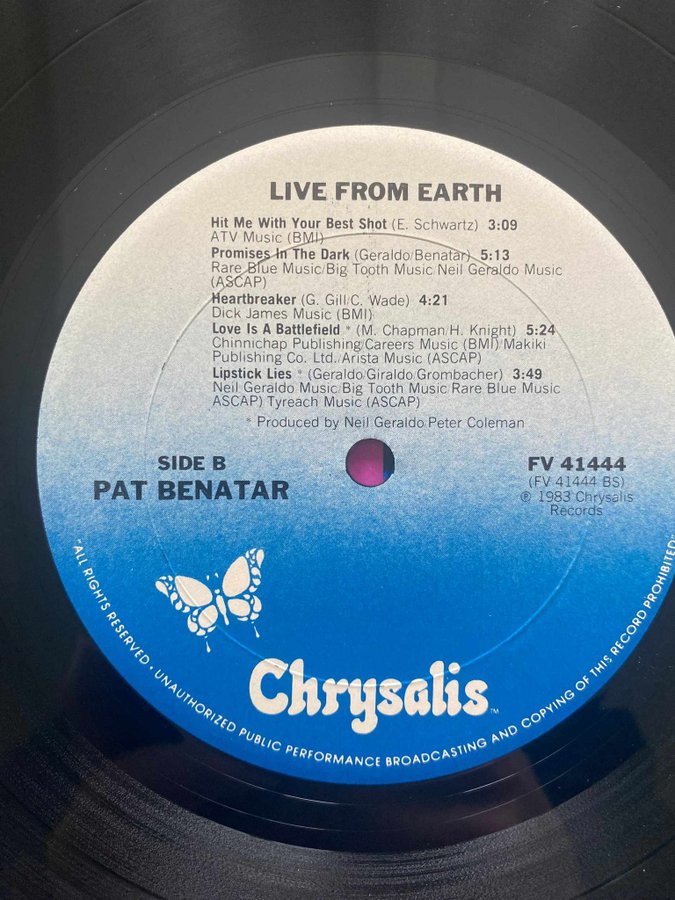 LIVE FROM EARTH
Hit Me With Your Best Shot (E. Schwartz) 3:09
ATV Music (BMI)
Promises In The Dark (Geraldo/Benatar) 5:13
Rare Blue Music/Big Tooth Music/Neil Geraldo Music
(ASCAP)
Heartbreaker (G. Gill/C. Wade) 4:21
Dick James Music (BMI)
Love Is A Battlefield * (M. Chapman/H. Knight) 5:24
Chinnichap Publishing/Careers Music (BMI)/Makiki
Publishing Co. Ltd./Arista Music (ASCAP)
Lipstick Lies * (Geraldo/Giraldo/Grombacher) 3:49
Neil Geraldo Music/Big Tooth Music/Rare Blue Music
ASCAP) Tyreach Music (ASCAP)
* Produced by Neil Geraldo/Peter Coleman
SIDE B
PAT BENATAR
FV 41444
(FV 41444 BS)
℗ 1983 Chrysalis
Records
Chrysalis™
"ALL RIGHTS RESERVED • UNAUTHORIZED PUBLIC PERFORMANCE BROADCASTING AND COPYING OF THIS RECORD PROHIBITED"